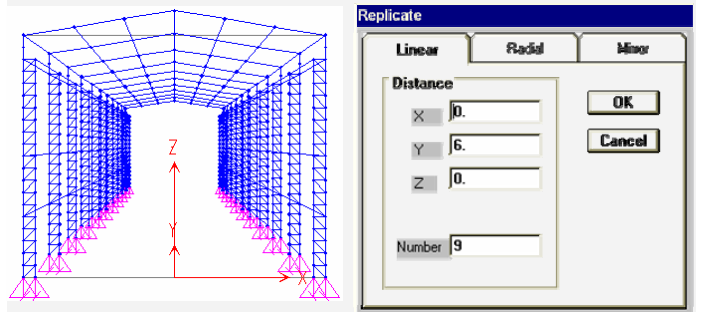 Z
Y
X
Replicate
Linear Radial Mirror
Distance
X 0.
Y 6.
Z 0.
Number 9
OK
Cancel